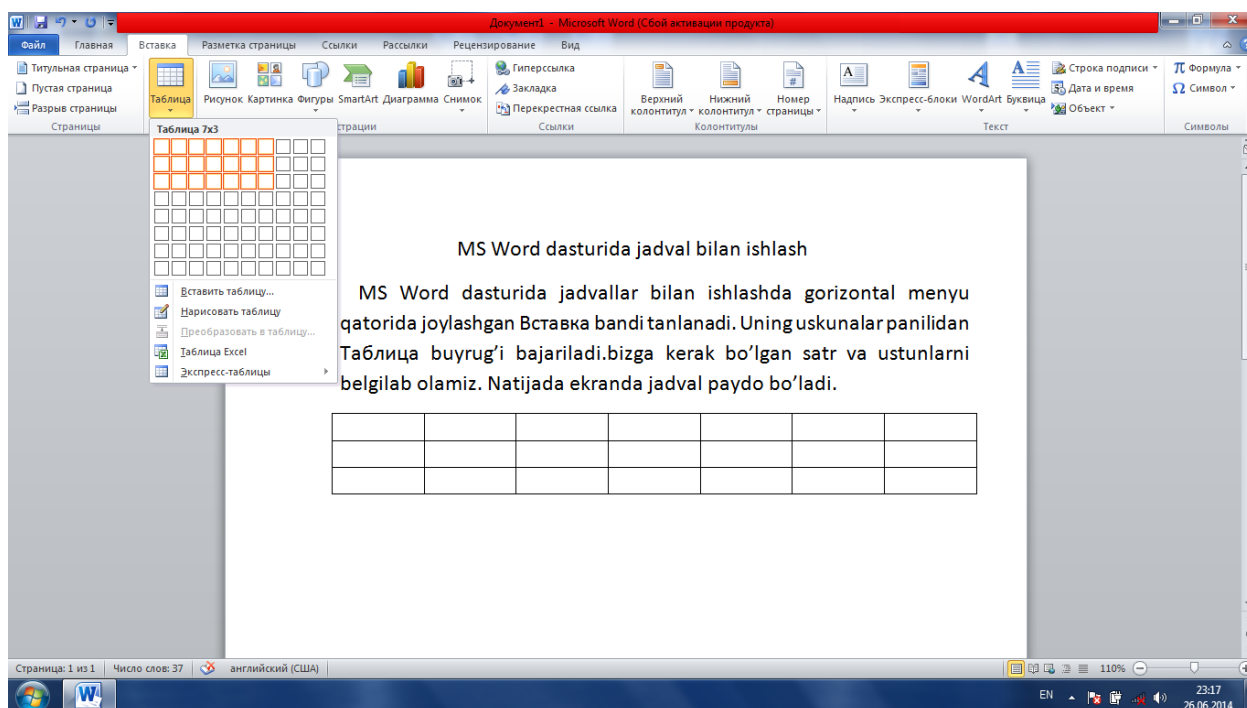 Документ1 - Microsoft Word (Сбой активации продукта)
Файл Главная Вставка Разметка страницы Ссылки Рассылки Рецензирование Вид
Титульная страница
Пустая страница
Разрыв страницы
Страницы
Таблица
Рисунок Картинка Фигуры SmartArt Диаграмма Снимок
Гиперссылка
Закладка
Перекрестная ссылка
Ссылки
Верхний колонтитул
Нижний колонтитул
Номер страницы
Колонтитулы
Надпись Экспресс-блоки WordArt Буквица
Строка подписи
Дата и время
Объект
Текст
Формула
Символ
Символы
Таблица 7x3
Вставить таблицу...
Нарисовать таблицу
Преобразовать в таблицу...
Таблица Excel
Экспресс-таблицы
MS Word dasturida jadval bilan ishlash
MS Word dasturida jadvallar bilan ishlashda gorizontal menyu
qatorida joylashgan Вставка bandi tanlanadi. Uning uskunalar panilidan
Таблица buyrug’i bajariladi.bizga kerak bo’lgan satr va ustunlarni
belgilab olamiz. Natijada ekranda jadval paydo bo’ladi.
Страница: 1 из 1 Число слов: 37 английский (США) 110%
EN 23:17
26.06.2014